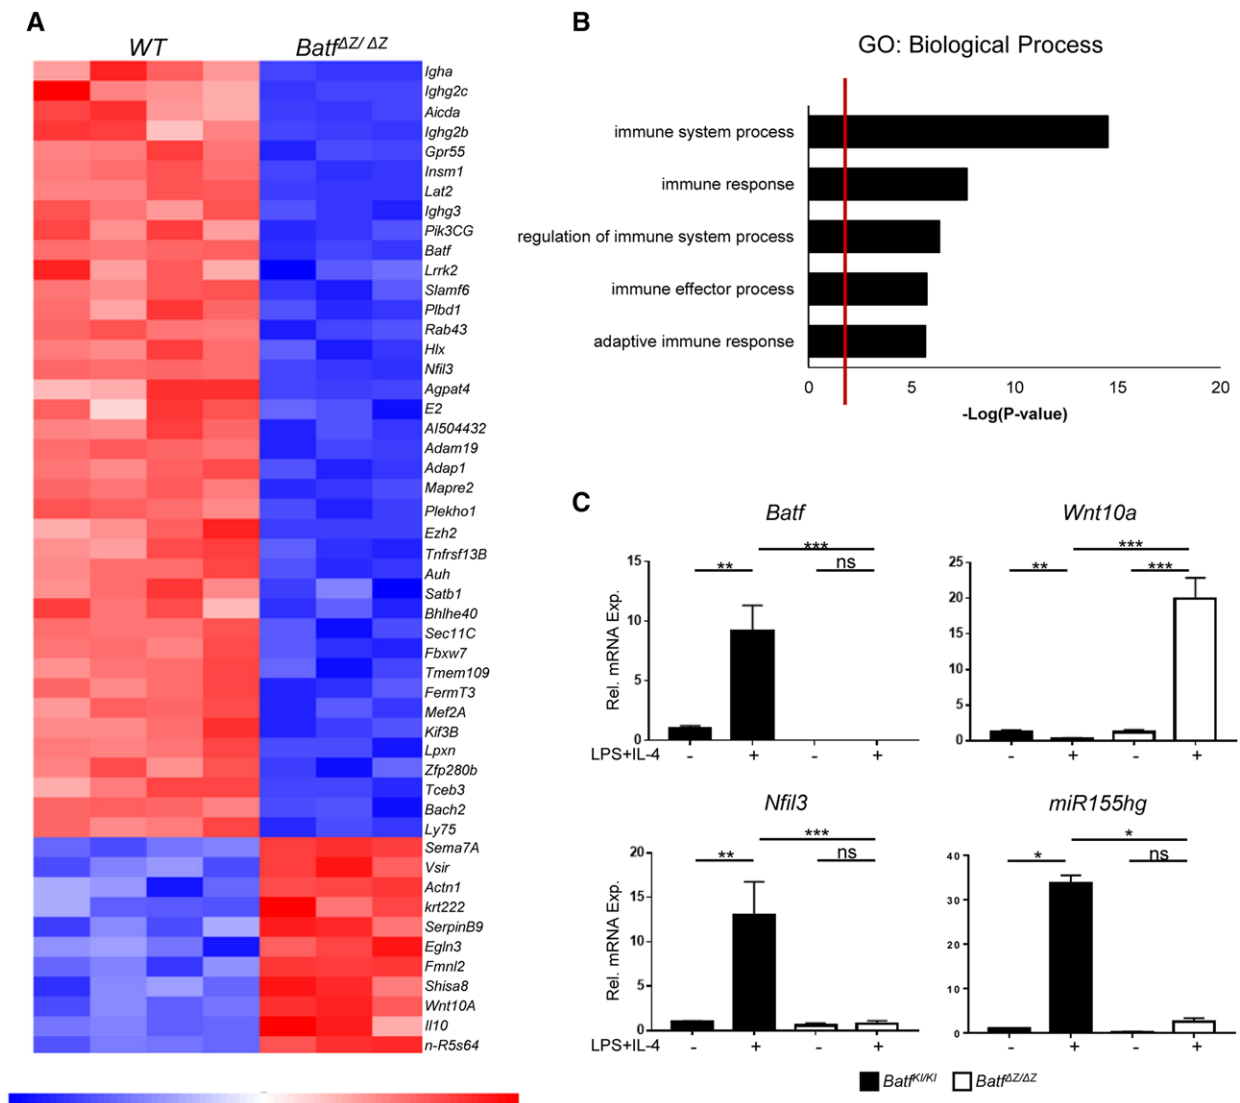 A
WT
Batf^ΔZ/ΔZ
Igha
Ighg2c
Aicda
Ighg2b
Gpr55
Insm1
Lat2
Ighg3
Pik3CG
Batf
Lrrk2
Slamf6
Plbd1
Rab43
Hlx
Nfil3
Agpat4
E2
AI504432
Adam19
Adap1
Mapre2
Plekho1
Ezh2
Tnfrsf13B
Auh
Satb1
Bhlhe40
Sec11C
Fbxw7
Tmem109
FermT3
Mef2A
Kif3B
Lpxn
Zfp280b
Tceb3
Bach2
Ly75
Sema7A
Vsir
Actn1
krt222
SerpinB9
Egln3
Fmnl2
Shisa8
Wnt10A
Il10
n-R5s64
B
GO: Biological Process
immune system process
immune response
regulation of immune system process
immune effector process
adaptive immune response
0 5 10 15 20
-Log(P-value)
C
Batf
Rel. mRNA Exp.
15
10
5
0
** *** ns
LPS+IL-4 - + - +
Wnt10a
25
20
15
10
5
0
** *** ***
- + - +
Nfil3
Rel. mRNA Exp.
20
15
10
5
0
** *** ns
LPS+IL-4 - + - +
miR155hg
40
30
20
10
0
* * ns
- + - +
Batf^KI/KI Batf^ΔZ/ΔZ